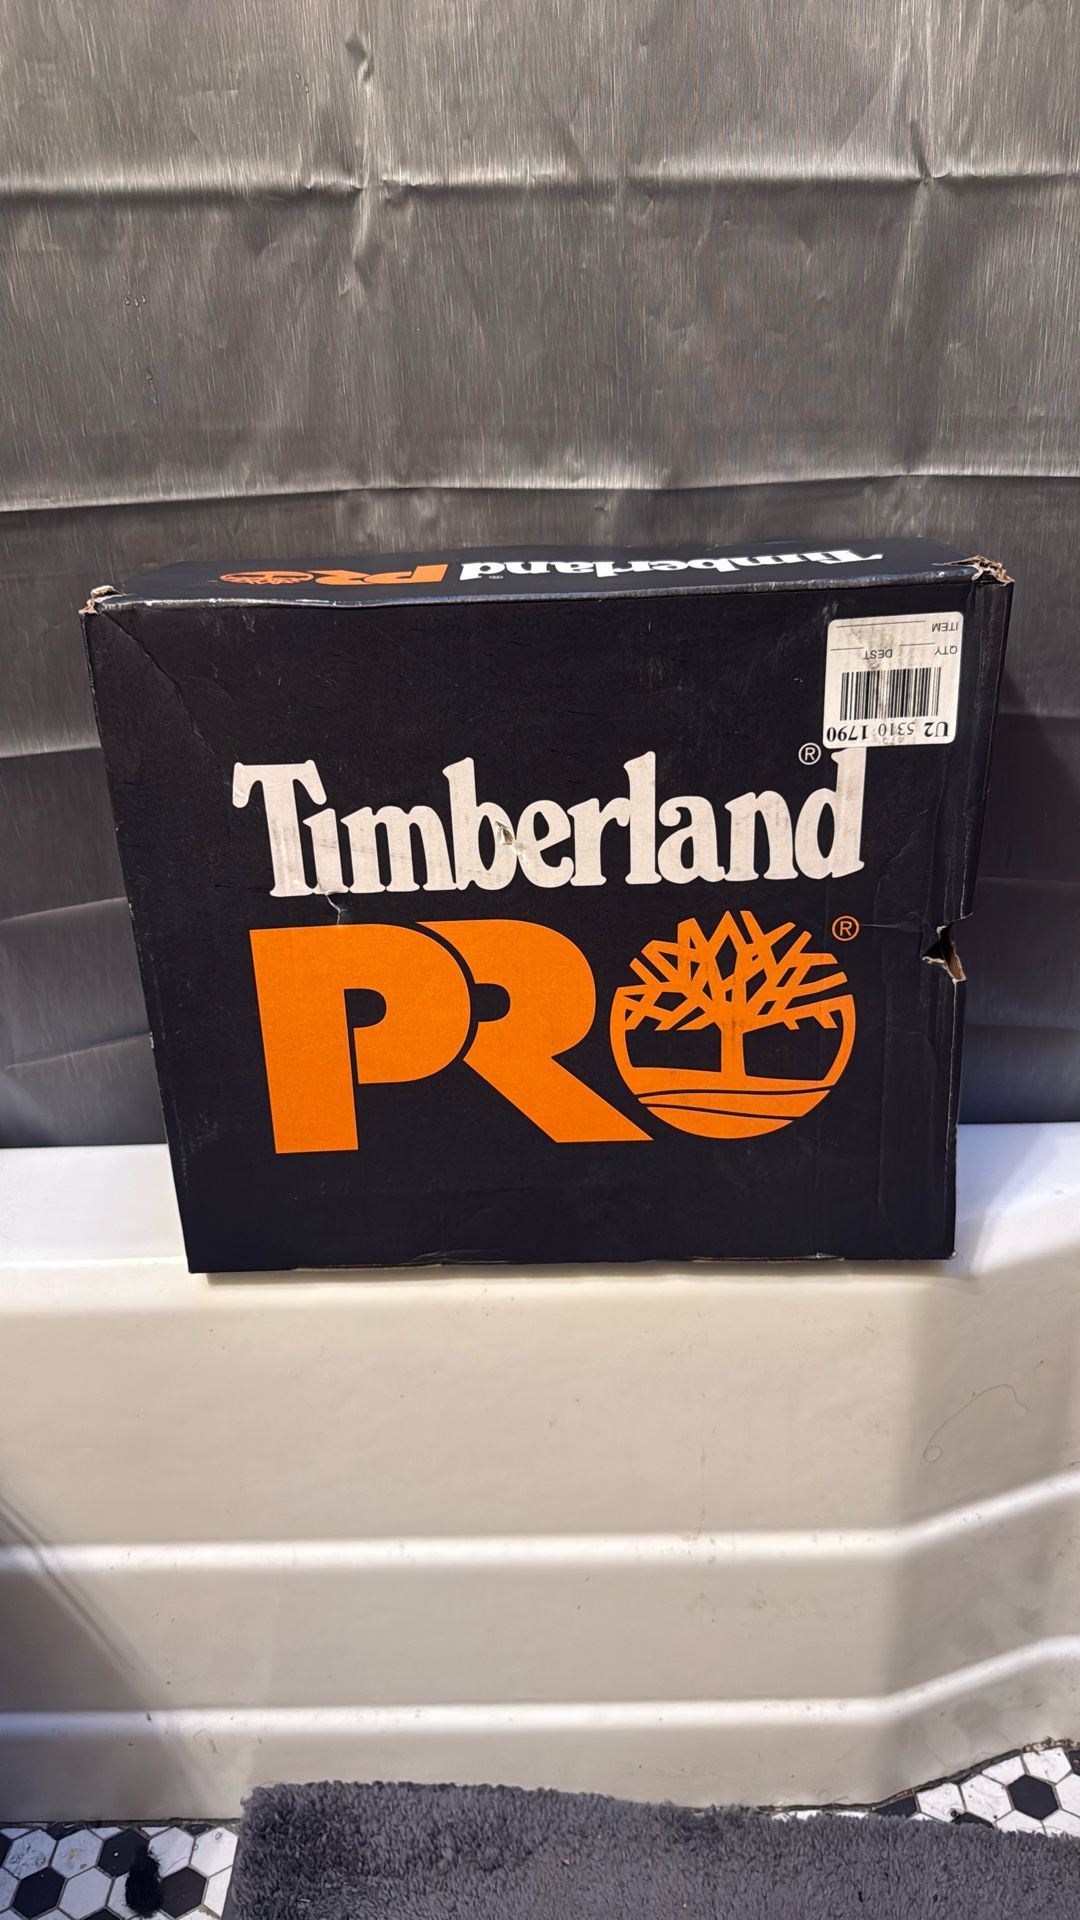 Timberland® PRO
ITEM
QTY DEST
U2 5310 1790
Timberland®
PRO®